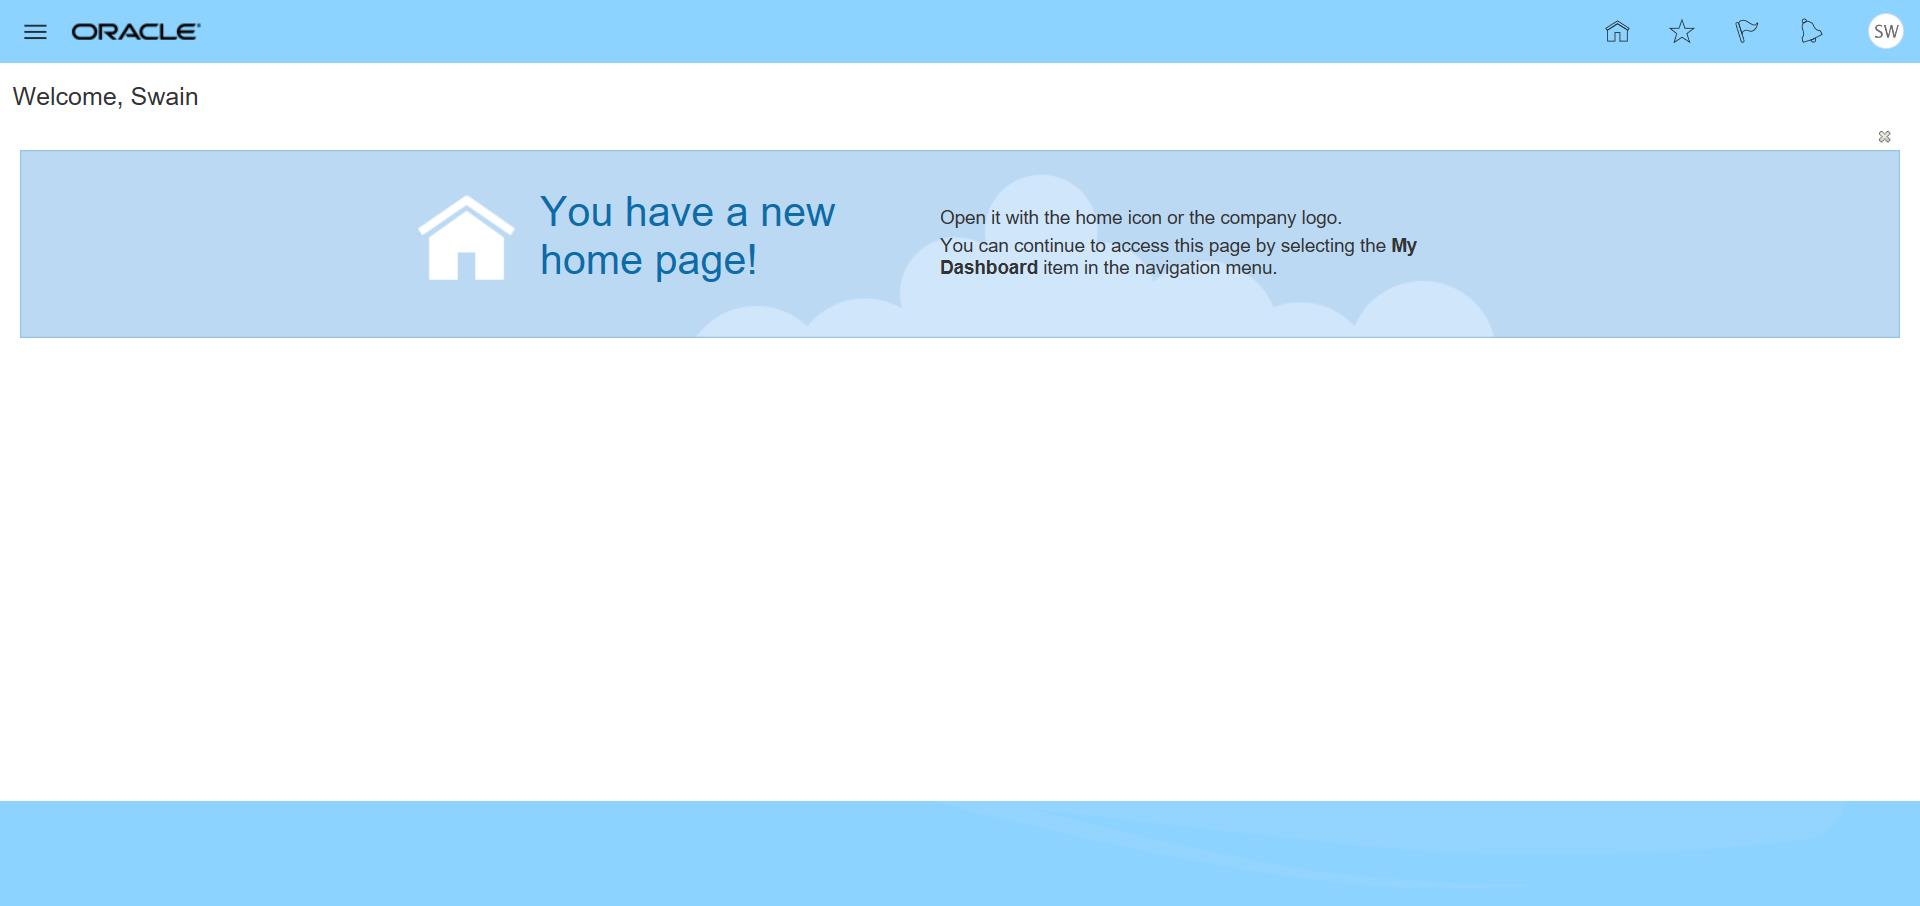 ORACLE
SW
Welcome, Swain
You have a new
home page!
Open it with the home icon or the company logo.
You can continue to access this page by selecting the My
Dashboard item in the navigation menu.